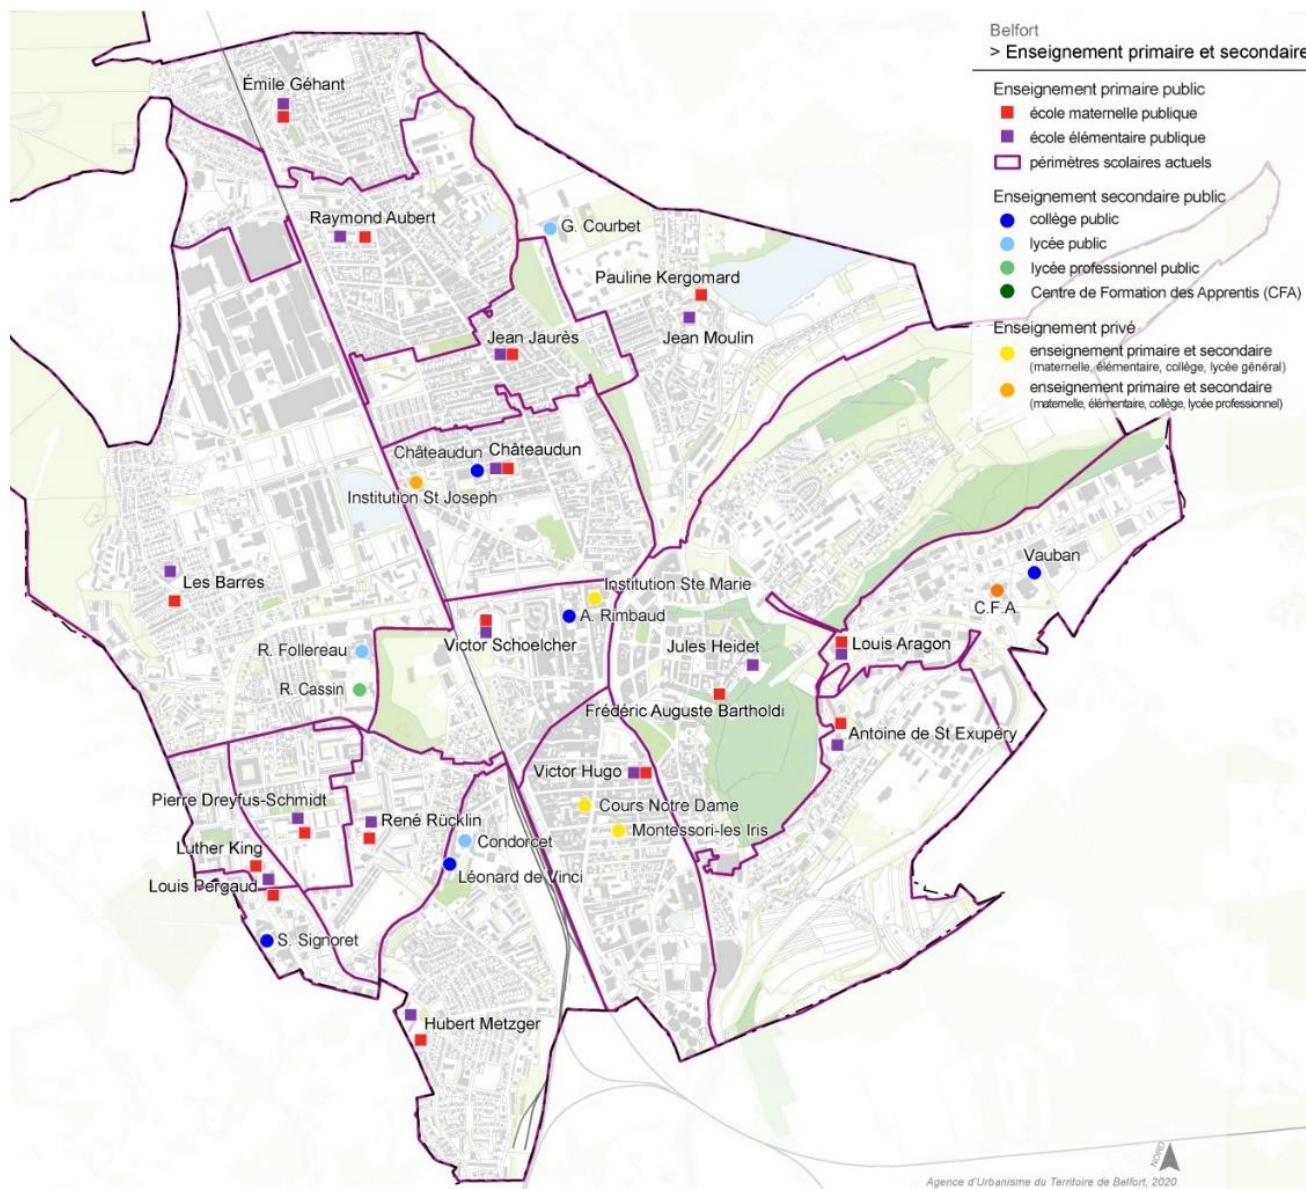 Belfort
> Enseignement primaire et secondaire
Enseignement primaire public
école maternelle publique
école élémentaire publique
périmètres scolaires actuels
Enseignement secondaire public
collège public
lycée public
lycée professionnel public
Centre de Formation des Apprentis (CFA)
Enseignement privé
enseignement primaire et secondaire
(maternelle, élémentaire, collège, lycée général)
enseignement primaire et secondaire
(maternelle, élémentaire, collège, lycée professionnel)
Émile Géhant
Raymond Aubert
G. Courbet
Pauline Kergomard
Jean Moulin
Jean Jaurès
Châteaudun
Châteaudun
Institution St Joseph
Vauban
Les Barres
Institution Ste Marie
C.F.A.
A. Rimbaud
Victor Schoelcher
Jules Heidet
Louis Aragon
R. Follereau
R. Cassin
Frédéric Auguste Bartholdi
Antoine de St Exupéry
Victor Hugo
Pierre Dreyfus-Schmidt
Cours Notre Dame
René Rücklin
Montessori-les Iris
Condorcet
Luther King
Léonard de Vinci
Louis Pergaud
S. Signoret
Hubert Metzger
NORD
Agence d'Urbanisme du Territoire de Belfort, 2020.